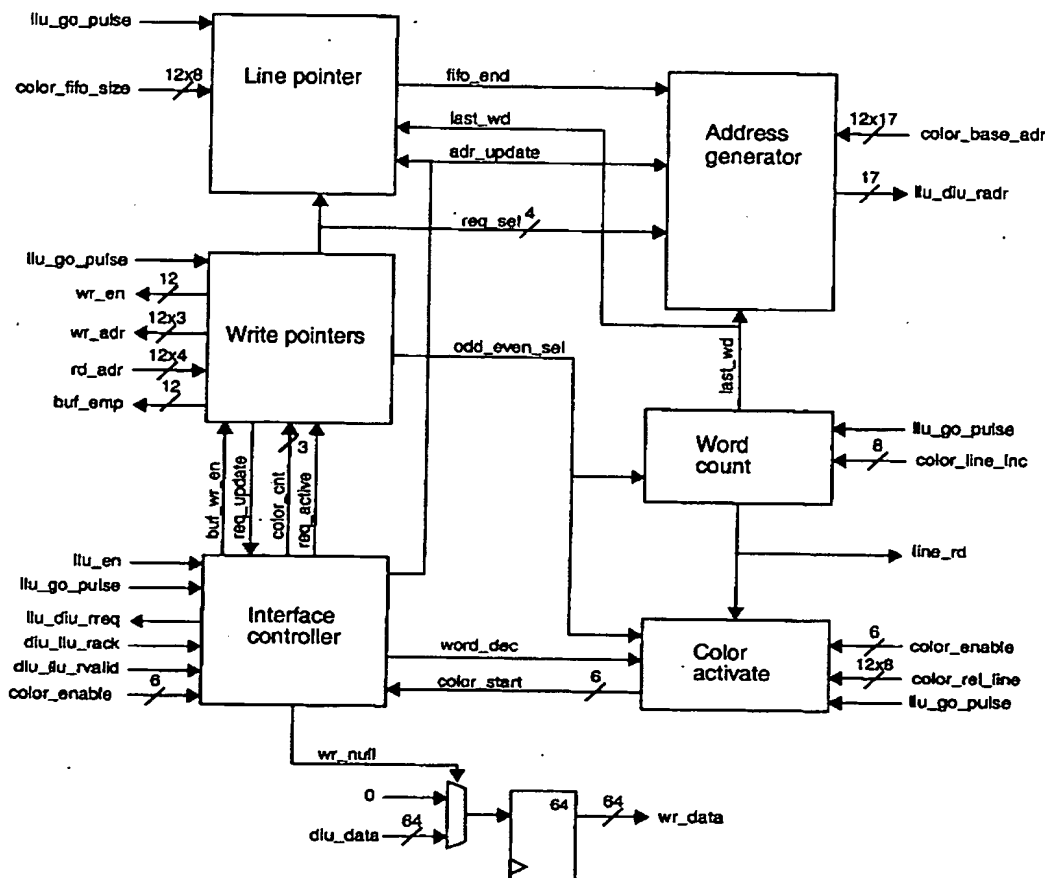 llu_go_pulse
color_fifo_size
12x8
Line pointer
fifo_end
last_wd
adr_update
req_sel
4
Address
generator
12x17
color_base_adr
17
llu_diu_radr
llu_go_pulse
12
wr_en
12x3
wr_adr
12x4
rd_adr
12
buf_emp
Write pointers
odd_even_sel
last_wd
Word
count
llu_go_pulse
8
color_line_inc
buf_wr_en
req_update
color_cnt
3
req_active
line_rd
llu_en
llu_go_pulse
llu_diu_rreq
diu_llu_rack
diu_llu_rvalid
color_enable
6
Interface
controller
word_dec
color_start
6
Color
activate
6
color_enable
12x8
color_rel_line
llu_go_pulse
wr_null
0
64
diu_data
64
64
wr_data